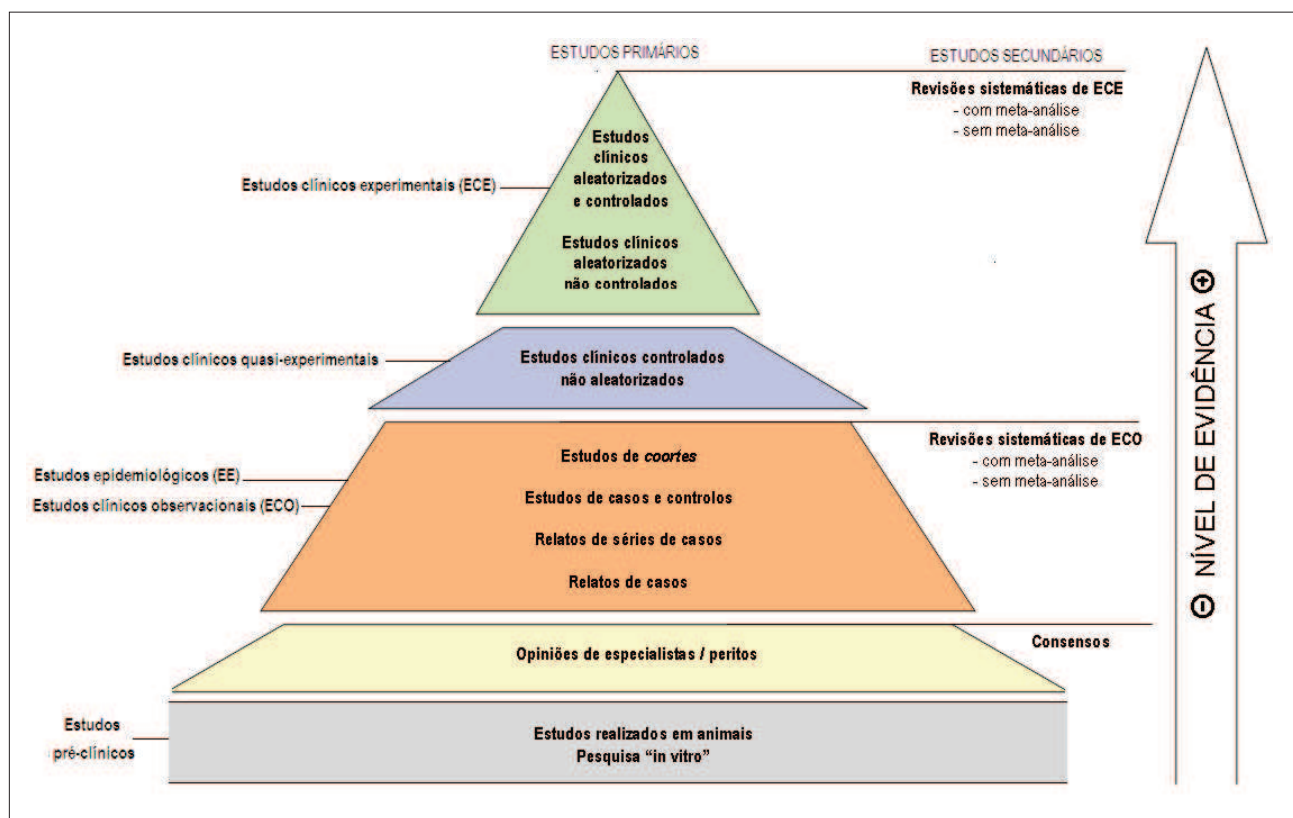 ESTUDOS PRIMÁRIOS
ESTUDOS SECUNDÁRIOS
Revisões sistemáticas de ECE
- com meta-análise
- sem meta-análise
Estudos
clínicos
aleatorizados
e controlados
Estudos clínicos experimentais (ECE)
Estudos clínicos
aleatorizados
não controlados
Estudos clínicos quasi-experimentais
Estudos clínicos controlados
não aleatorizados
Revisões sistemáticas de ECO
- com meta-análise
- sem meta-análise
Estudos epidemiológicos (EE)
Estudos clínicos observacionais (ECO)
Estudos de coortes
Estudos de casos e controlos
Relatos de séries de casos
Relatos de casos
Opiniões de especialistas / peritos
Consensos
Estudos
pré-clínicos
Estudos realizados em animais
Pesquisa “in vitro”
⊖ NÍVEL DE EVIDÊNCIA ⊕